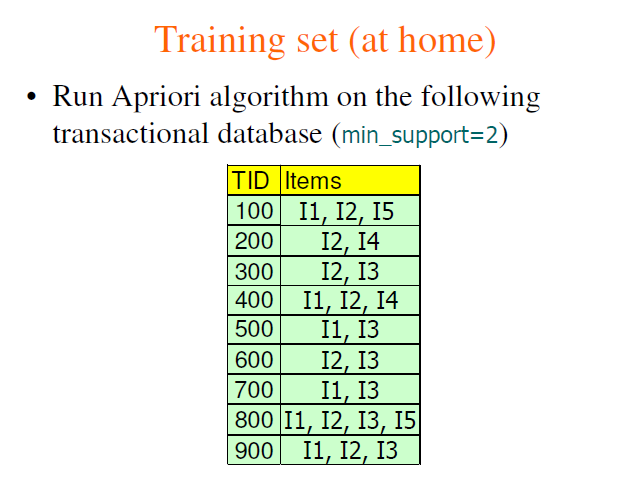 Training set (at home)
• Run Apriori algorithm on the following
transactional database (min_support=2)
TID Items
100 I1, I2, I5
200 I2, I4
300 I2, I3
400 I1, I2, I4
500 I1, I3
600 I2, I3
700 I1, I3
800 I1, I2, I3, I5
900 I1, I2, I3